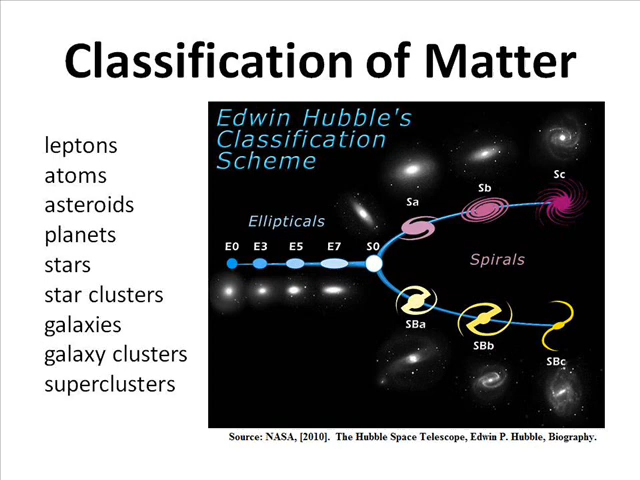 Classification of Matter
leptons
atoms
asteroids
planets
stars
star clusters
galaxies
galaxy clusters
superclusters
Edwin Hubble's
Classification
Scheme
Ellipticals
E0 E3 E5 E7 S0
Sa
Sb
Sc
Spirals
SBa
SBb
SBc
Source: NASA, [2010]. The Hubble Space Telescope, Edwin P. Hubble, Biography.